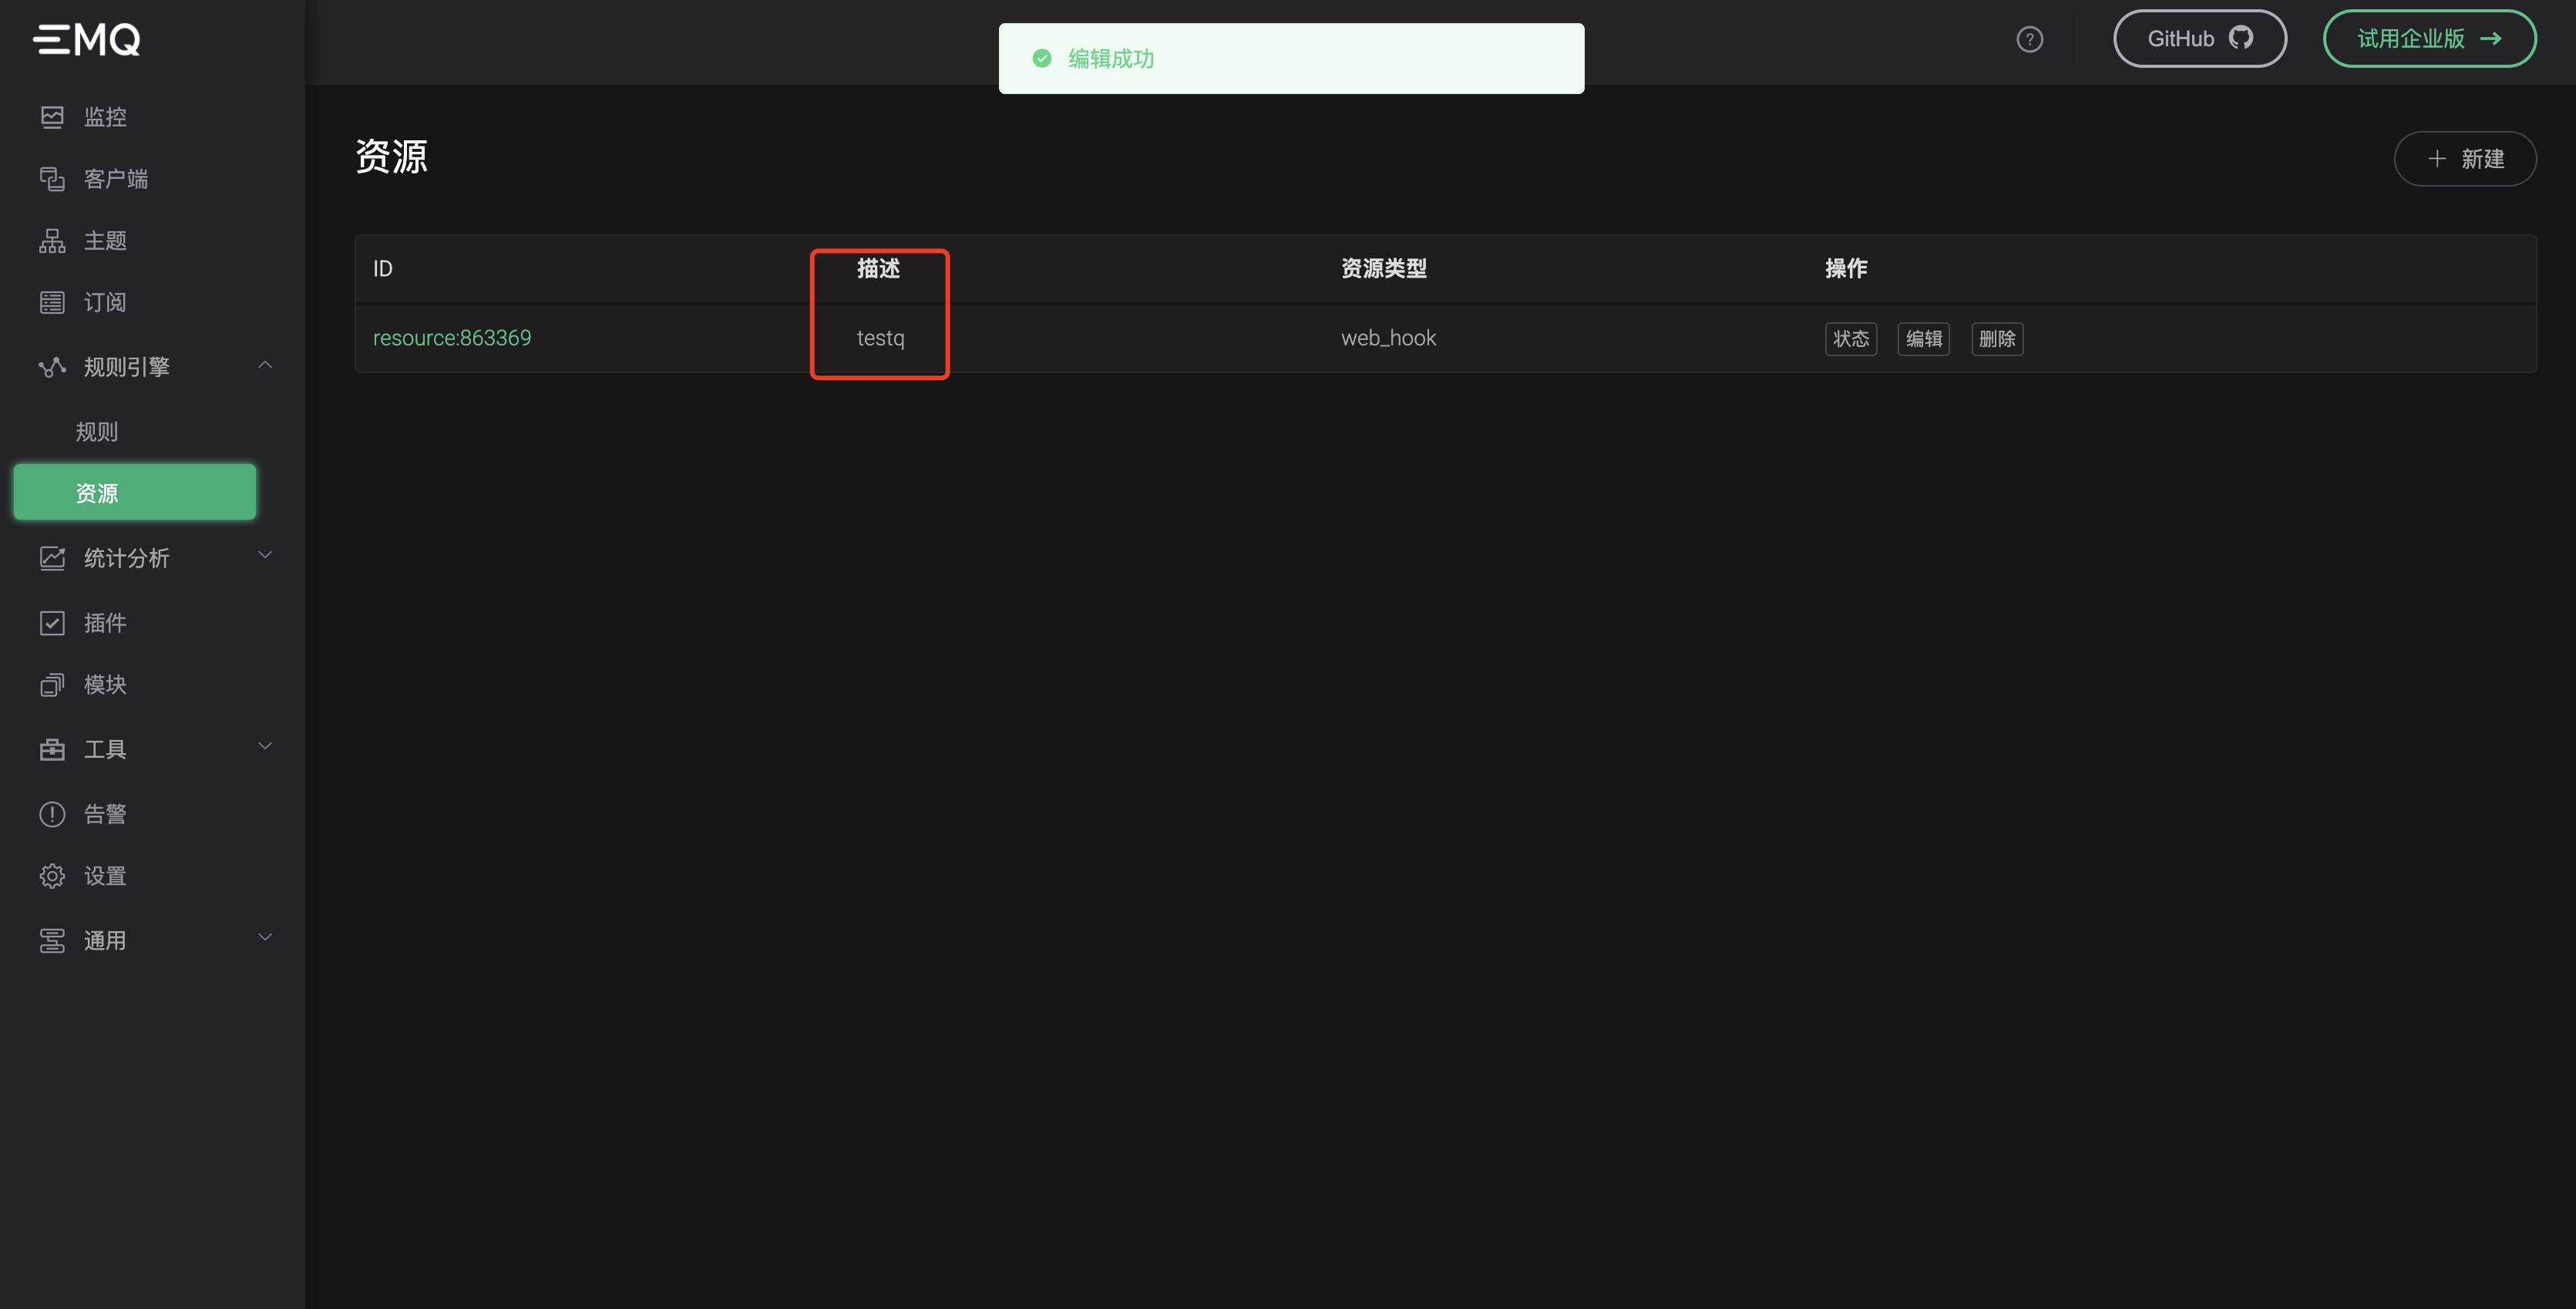 EMQ
编辑成功
GitHub
试用企业版
监控
客户端
主题
订阅
规则引擎
规则
资源
统计分析
插件
模块
工具
告警
设置
通用
资源
新建
ID 描述 资源类型 操作
resource:863369 testq web_hook 状态 编辑 删除